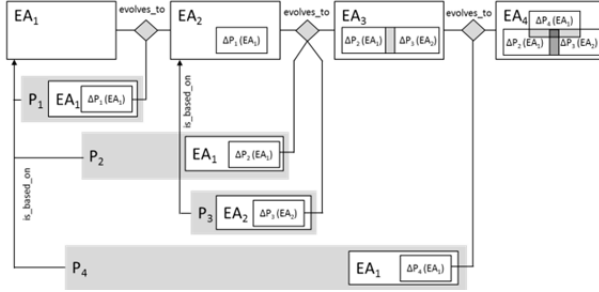 EA₁ evolves_to EA₂ evolves_to EA₃ evolves_to EA₄
ΔP₄(EA₁)
ΔP₁(EA₁) ΔP₂(EA₁) ΔP₃(EA₂) ΔP₂(EA₁) ΔP₃(EA₂)
P₁ EA₁ ΔP₁(EA₁)
is_based_on
P₂ EA₁ ΔP₂(EA₁)
is_based_on
P₃ EA₂ ΔP₃(EA₂)
P₄ EA₁ ΔP₄(EA₁)